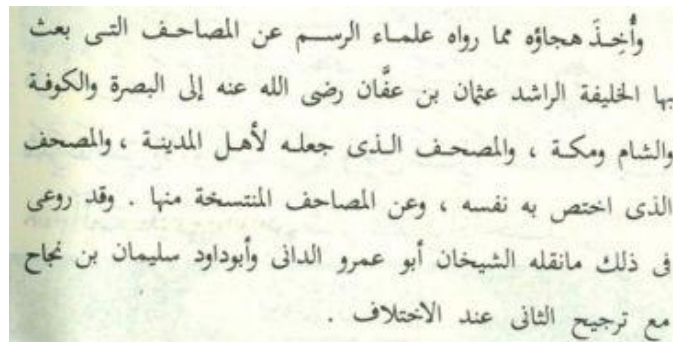 وأُخِذَ هجاؤه مما رواه علماء الرسم عن المصاحف التى بعث
بها الخليفة الراشد عثمان بن عفَّان رضى الله عنه إلى البصرة والكوفة
والشام ومكة ، والمصحف الذى جعله لأهل المدينة ، والمصحف
الذى اختص به نفسه ، وعن المصاحف المنتسخة منها . وقد روعى
فى ذلك مانقله الشيخان أبو عمرو الدانى وأبوداود سليمان بن نجاح
مع ترجيح الثانى عند الاختلاف .